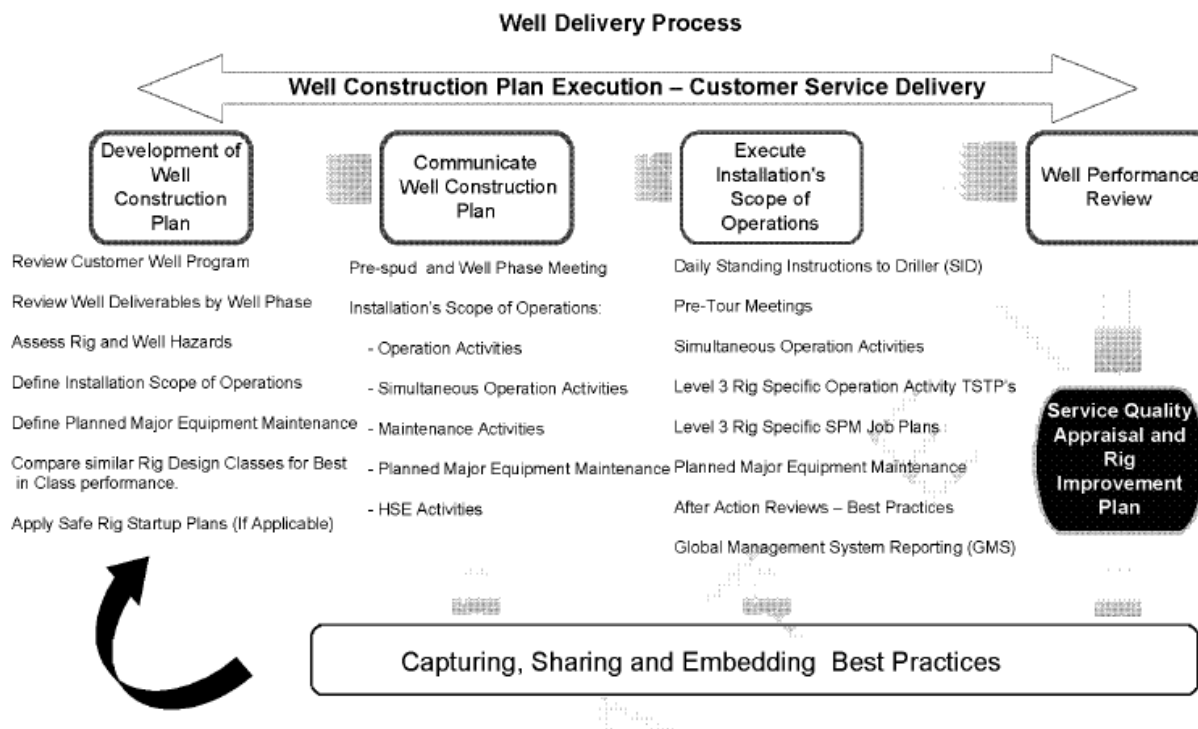 Well Delivery Process
Well Construction Plan Execution – Customer Service Delivery
Development of
Well
Construction
Plan
Communicate
Well Construction
Plan
Execute
Installation's
Scope of
Operations
Well Performance
Review
Review Customer Well Program
Review Well Deliverables by Well Phase
Assess Rig and Well Hazards
Define Installation Scope of Operations
Define Planned Major Equipment Maintenance
Compare similar Rig Design Classes for Best
in Class performance.
Apply Safe Rig Startup Plans (If Applicable)
Pre-spud and Well Phase Meeting
Installation's Scope of Operations:
- Operation Activities
- Simultaneous Operation Activities
- Maintenance Activities
- Planned Major Equipment Maintenance
- HSE Activities
Daily Standing Instructions to Driller (SID)
Pre-Tour Meetings
Simultaneous Operation Activities
Level 3 Rig Specific Operation Activity TSTP's
Level 3 Rig Specific SPM Job Plans
Planned Major Equipment Maintenance
After Action Reviews – Best Practices
Global Management System Reporting (GMS)
Service Quality
Appraisal and
Rig
Improvement
Plan
Capturing, Sharing and Embedding Best Practices